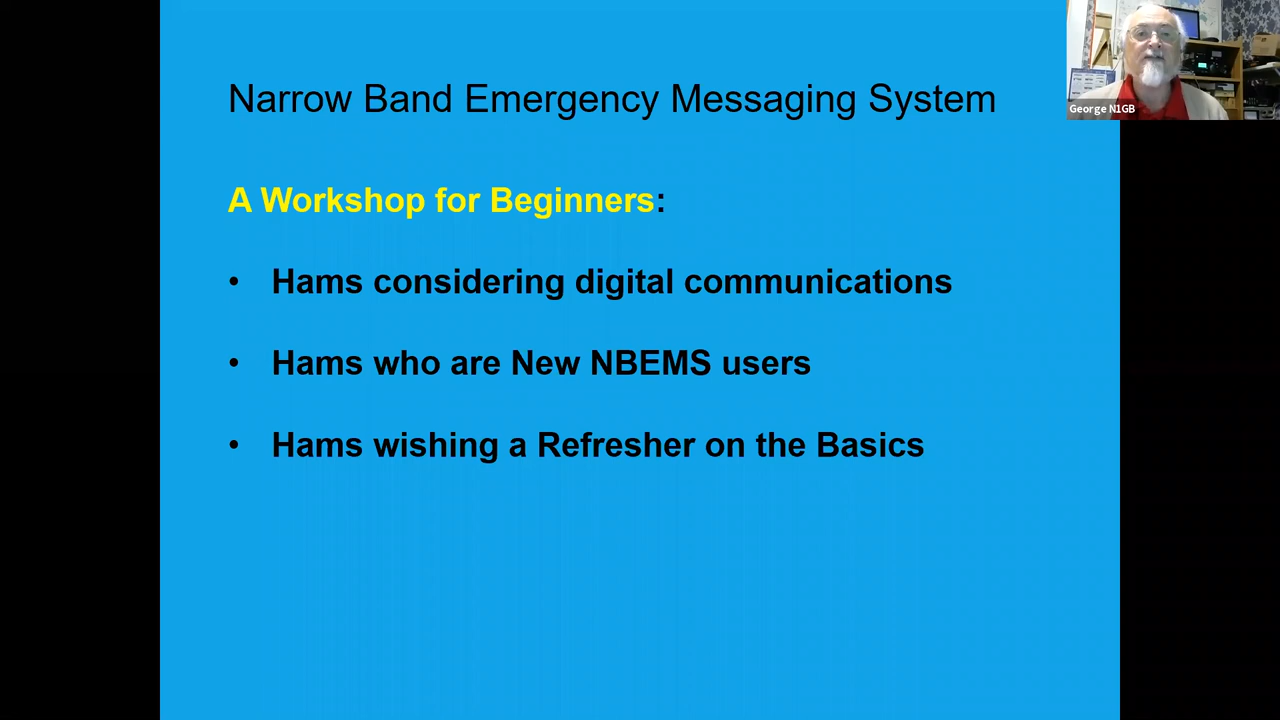 Narrow Band Emergency Messaging System
George N1GB
A Workshop for Beginners:
• Hams considering digital communications
• Hams who are New NBEMS users
• Hams wishing a Refresher on the Basics